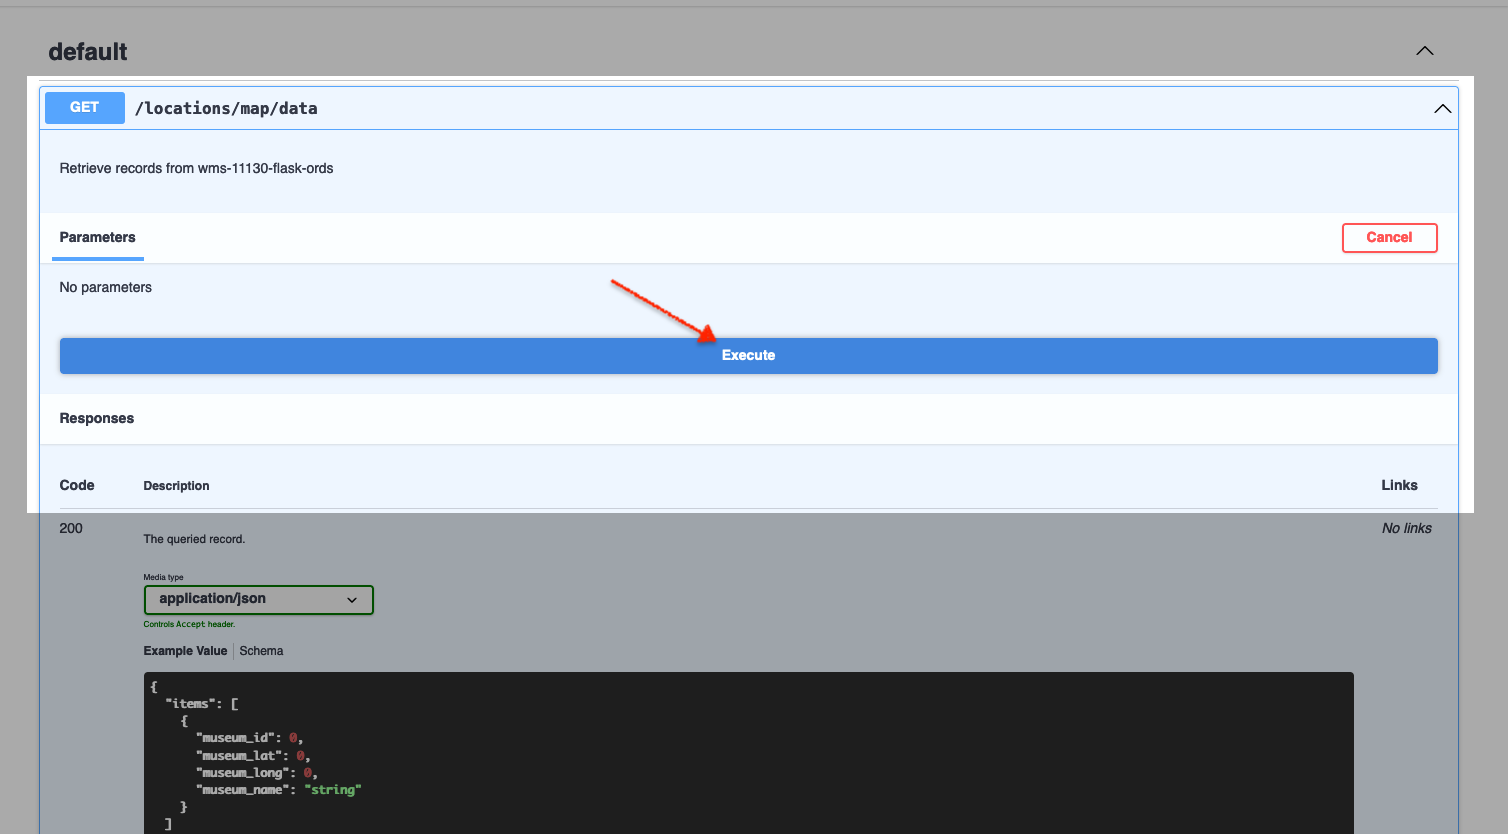 default
GET /locations/map/data
Retrieve records from wms-11130-flask-ords
Parameters
Cancel
No parameters
Execute
Responses
Code Description Links
200 The queried record. No links
Media type
application/json
Controls Accept header.
Example Value Schema
{
"items": [
{
"museum_id": 0,
"museum_lat": 0,
"museum_long": 0,
"museum_name": "string"
}
]